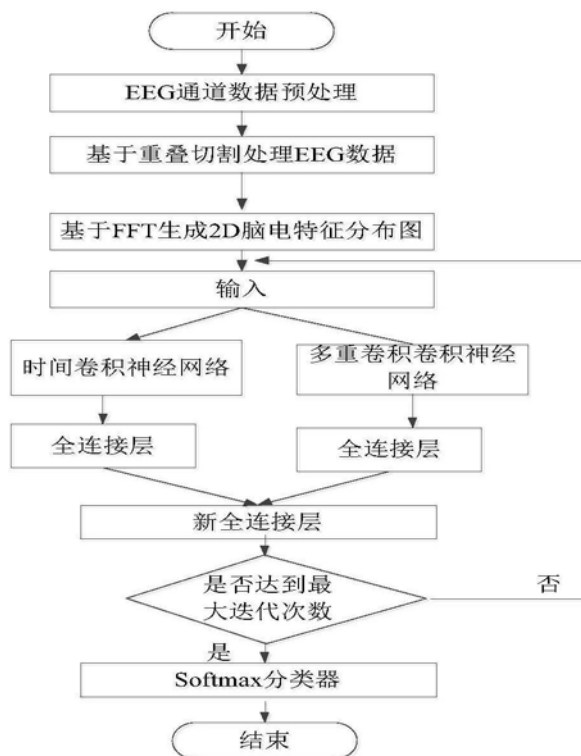 开始
EEG通道数据预处理
基于重叠切割处理EEG数据
基于FFT生成2D脑电特征分布图
输入
时间卷积神经网络
多重卷积卷积神经
网络
全连接层
全连接层
新全连接层
是否达到最
大迭代次数
否
是
Softmax分类器
结束